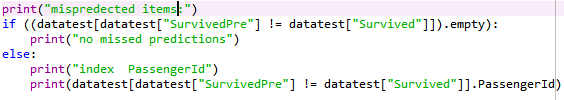 print("mispredected items:")
if ((datatest[datatest["SurvivedPre"] != datatest["Survived"]]).empty):
    print("no missed predictions")
else:
    print("index  PassengerId")
    print(datatest[datatest["SurvivedPre"] != datatest["Survived"]].PassengerId)